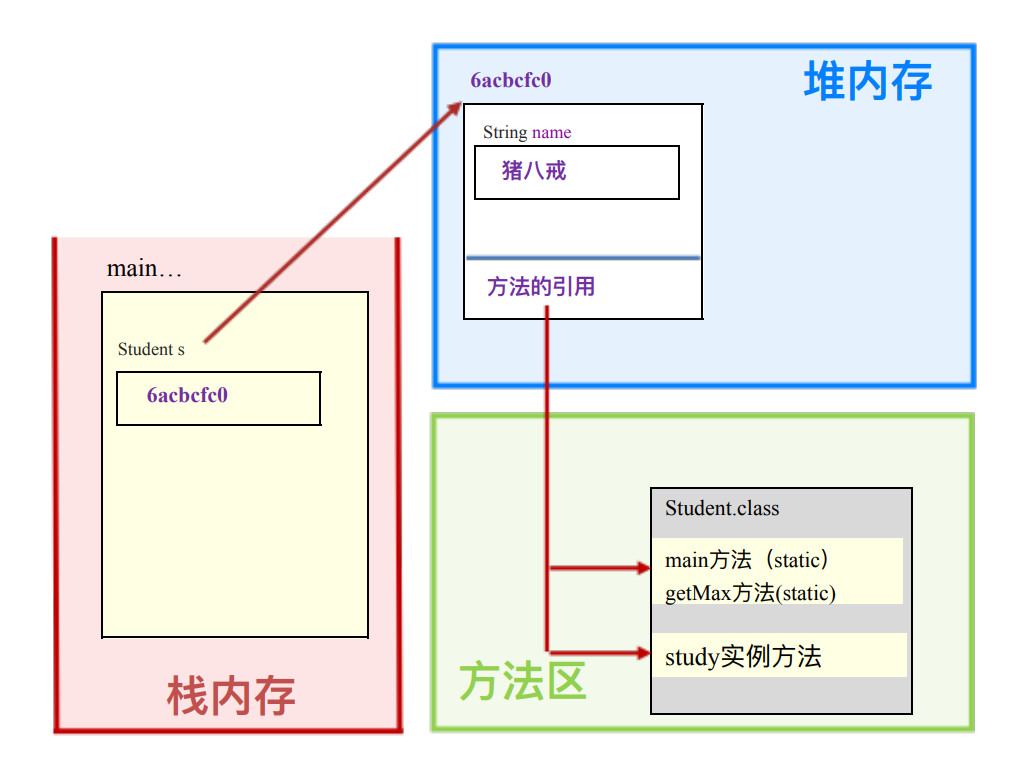 堆内存
6acbcfc0
String name
猪八戒
方法的引用
main…
Student s
6acbcfc0
栈内存
Student.class
main方法（static）
getMax方法(static)
study实例方法
方法区